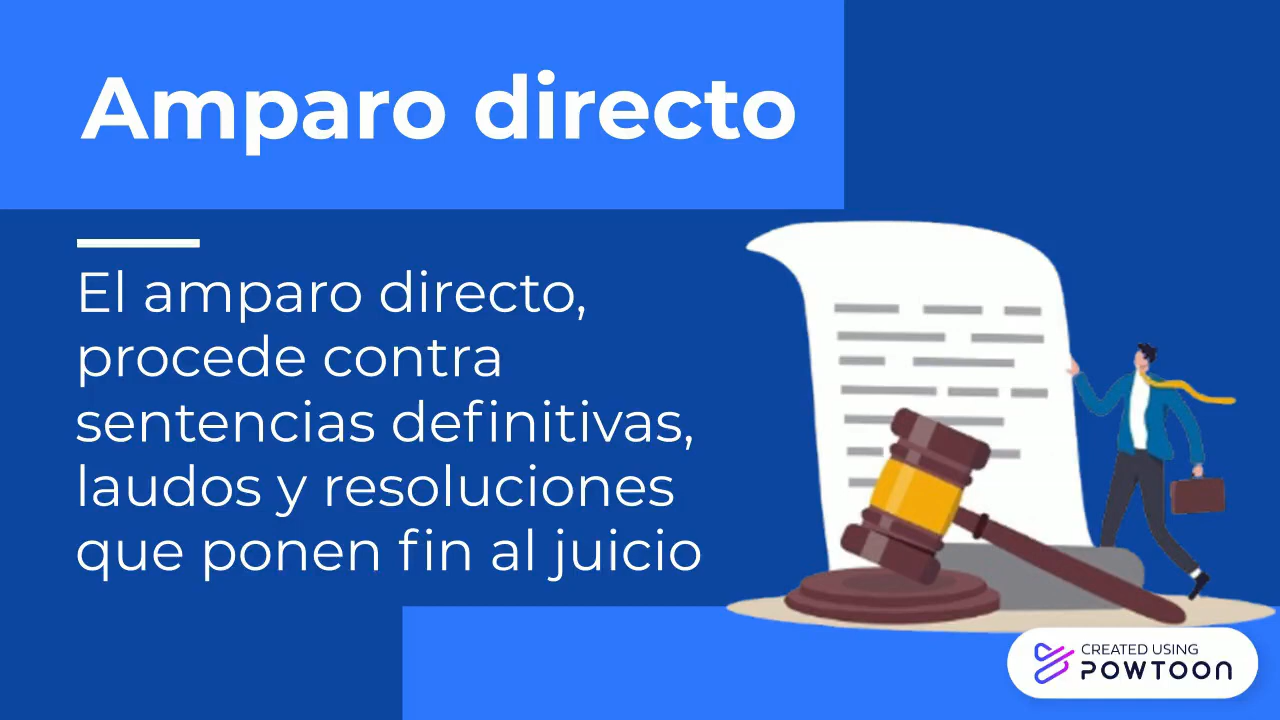 Amparo directo
El amparo directo,
procede contra
sentencias definitivas,
laudos y resoluciones
que ponen fin al juicio
CREATED USING
POWTOON